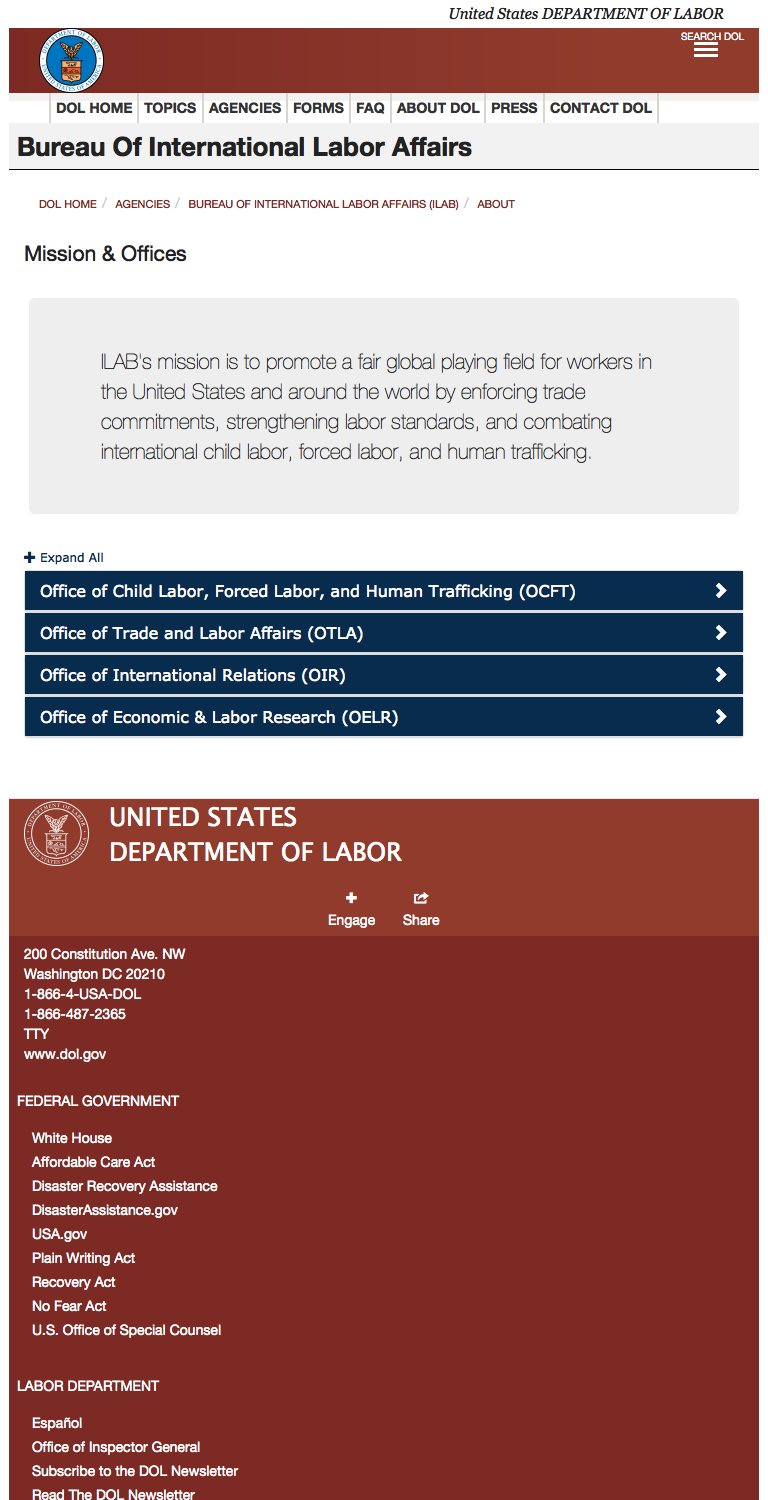 United States DEPARTMENT OF LABOR
SEARCH DOL
DOL HOME TOPICS AGENCIES FORMS FAQ ABOUT DOL PRESS CONTACT DOL
Bureau Of International Labor Affairs
DOL HOME / AGENCIES / BUREAU OF INTERNATIONAL LABOR AFFAIRS (ILAB) / ABOUT
Mission & Offices
ILAB's mission is to promote a fair global playing field for workers in
the United States and around the world by enforcing trade
commitments, strengthening labor standards, and combating
international child labor, forced labor, and human trafficking.
Expand All
Office of Child Labor, Forced Labor, and Human Trafficking (OCFT)
Office of Trade and Labor Affairs (OTLA)
Office of International Relations (OIR)
Office of Economic & Labor Research (OELR)
DEPARTMENT OF LABOR
UNITED STATES OF AMERICA
UNITED STATES
DEPARTMENT OF LABOR
Engage Share
200 Constitution Ave. NW
Washington DC 20210
1-866-4-USA-DOL
1-866-487-2365
TTY
www.dol.gov
FEDERAL GOVERNMENT
White House
Affordable Care Act
Disaster Recovery Assistance
DisasterAssistance.gov
USA.gov
Plain Writing Act
Recovery Act
No Fear Act
U.S. Office of Special Counsel
LABOR DEPARTMENT
Español
Office of Inspector General
Subscribe to the DOL Newsletter
Read The DOL Newsletter